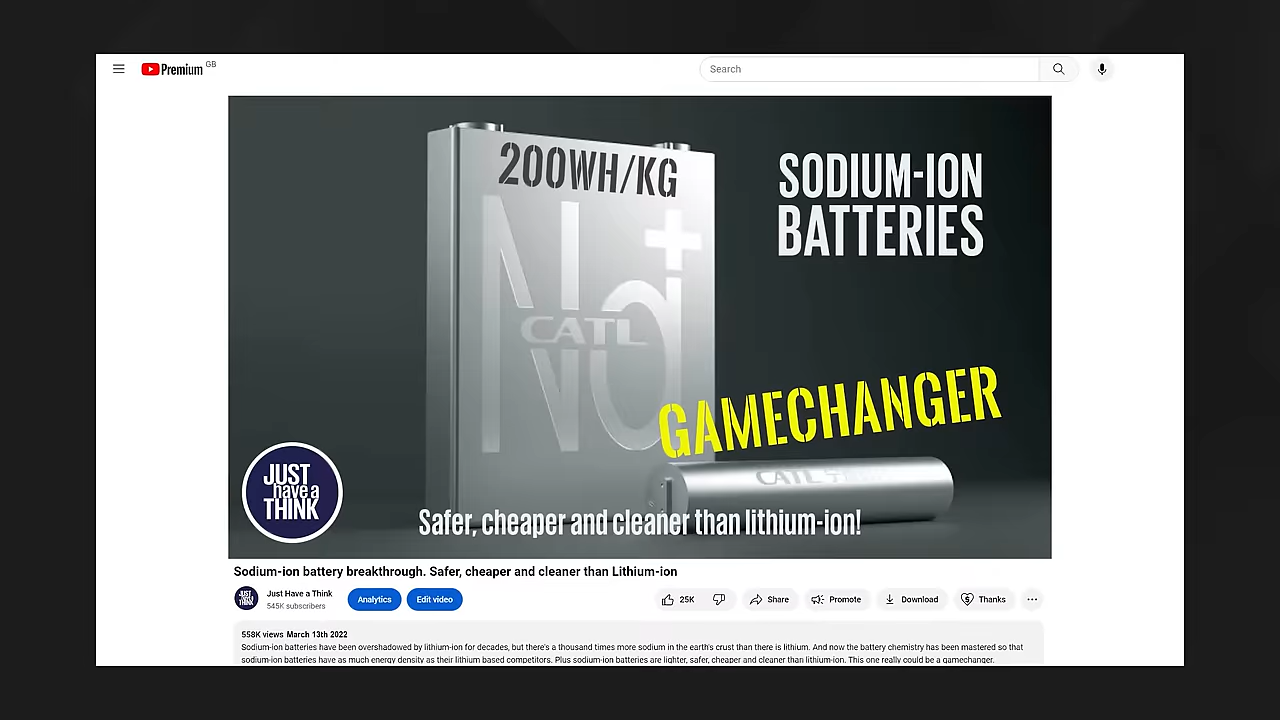 Premium GB
Search
200WH/KG
SODIUM-ION
BATTERIES
Na+
CATL
GAMECHANGER
CATL
JUST
have a
THINK
Safer, cheaper and cleaner than lithium-ion!
Sodium-ion battery breakthrough. Safer, cheaper and cleaner than Lithium-ion
JUST
have a
THINK
Just Have a Think
545K subscribers
Analytics
Edit video
25K
Share
Promote
Download
Thanks
558K views March 13th 2022
Sodium-ion batteries have been overshadowed by lithium-ion for decades, but there's a thousand times more sodium in the earth's crust than there is lithium. And now the battery chemistry has been mastered so that
sodium-ion batteries have as much energy density as their lithium based competitors. Plus sodium-ion batteries are lighter, safer, cheaper and cleaner than lithium-ion. This one really could be a gamechanger.